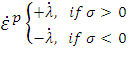 ε̇ᵖ {+λ̇, if σ > 0
{−λ̇, if σ < 0